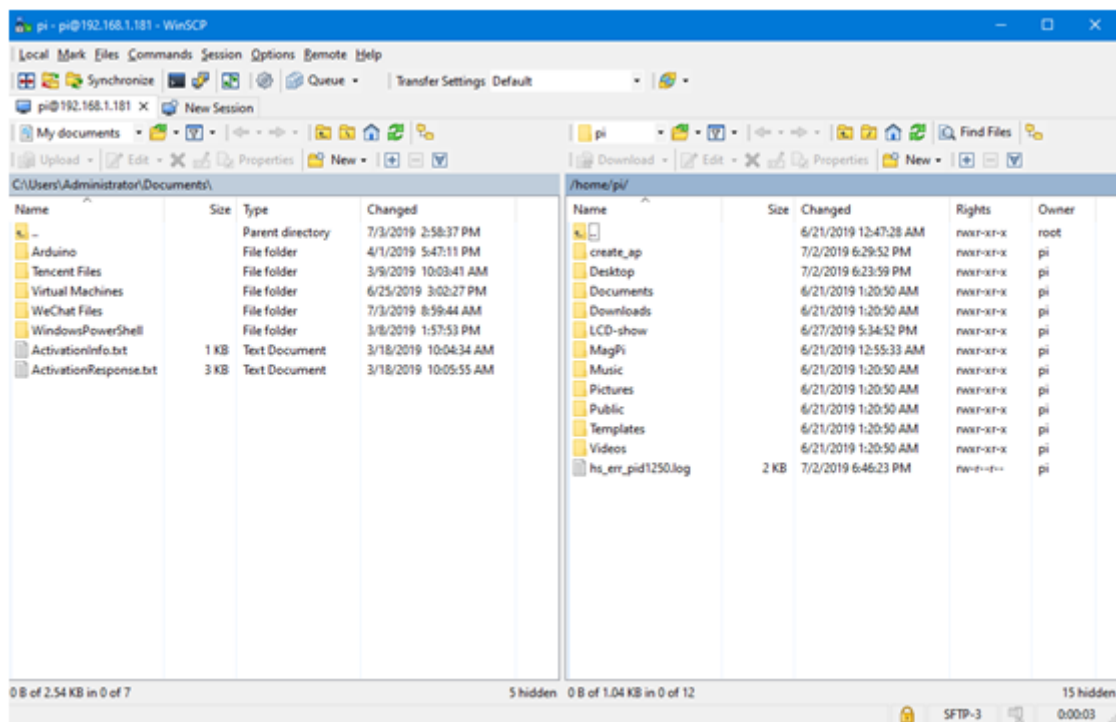 pi - pi@192.168.1.181 - WinSCP
Local Mark Files Commands Session Options Remote Help
Synchronize Queue Transfer Settings Default
pi@192.168.1.181 New Session
My documents
Upload Edit Properties New
C:\Users\Administrator\Documents\
Name Size Type Changed
.. Parent directory 7/3/2019 2:58:37 PM
Arduino File folder 4/1/2019 5:47:11 PM
Tencent Files File folder 3/9/2019 10:03:41 AM
Virtual Machines File folder 6/25/2019 3:02:27 PM
WeChat Files File folder 7/3/2019 8:59:44 AM
WindowsPowerShell File folder 3/8/2019 1:57:53 PM
ActivationInfo.txt 1 KB Text Document 3/18/2019 10:04:34 AM
ActivationResponse.txt 3 KB Text Document 3/18/2019 10:05:55 AM
0 B of 2.54 KB in 0 of 7 5 hidden
pi Find Files
Download Edit Properties New
/home/pi/
Name Size Changed Rights Owner
.. 6/21/2019 12:47:28 AM rwxr-xr-x root
create_ap 7/2/2019 6:29:52 PM rwxr-xr-x pi
Desktop 7/2/2019 6:23:59 PM rwxr-xr-x pi
Documents 6/21/2019 1:20:50 AM rwxr-xr-x pi
Downloads 6/21/2019 1:20:50 AM rwxr-xr-x pi
LCD-show 6/27/2019 5:34:52 PM rwxr-xr-x pi
MagPi 6/21/2019 12:55:33 AM rwxr-xr-x pi
Music 6/21/2019 1:20:50 AM rwxr-xr-x pi
Pictures 6/21/2019 1:20:50 AM rwxr-xr-x pi
Public 6/21/2019 1:20:50 AM rwxr-xr-x pi
Templates 6/21/2019 1:20:50 AM rwxr-xr-x pi
Videos 6/21/2019 1:20:50 AM rwxr-xr-x pi
hs_err_pid1250.log 2 KB 7/2/2019 6:46:23 PM rw-r--r-- pi
0 B of 1.04 KB in 0 of 12 15 hidden
SFTP-3 0:00:03